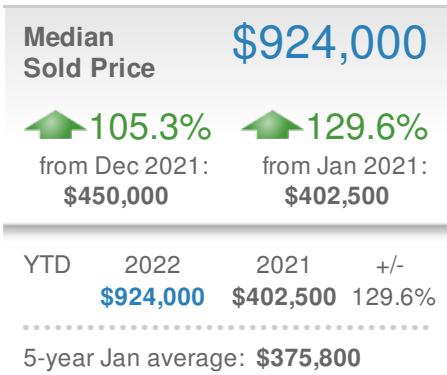 Median
Sold Price
$924,000
105.3% 129.6%
from Dec 2021: from Jan 2021:
$450,000 $402,500
YTD 2022 2021 +/-
$924,000 $402,500 129.6%
5-year Jan average: $375,800